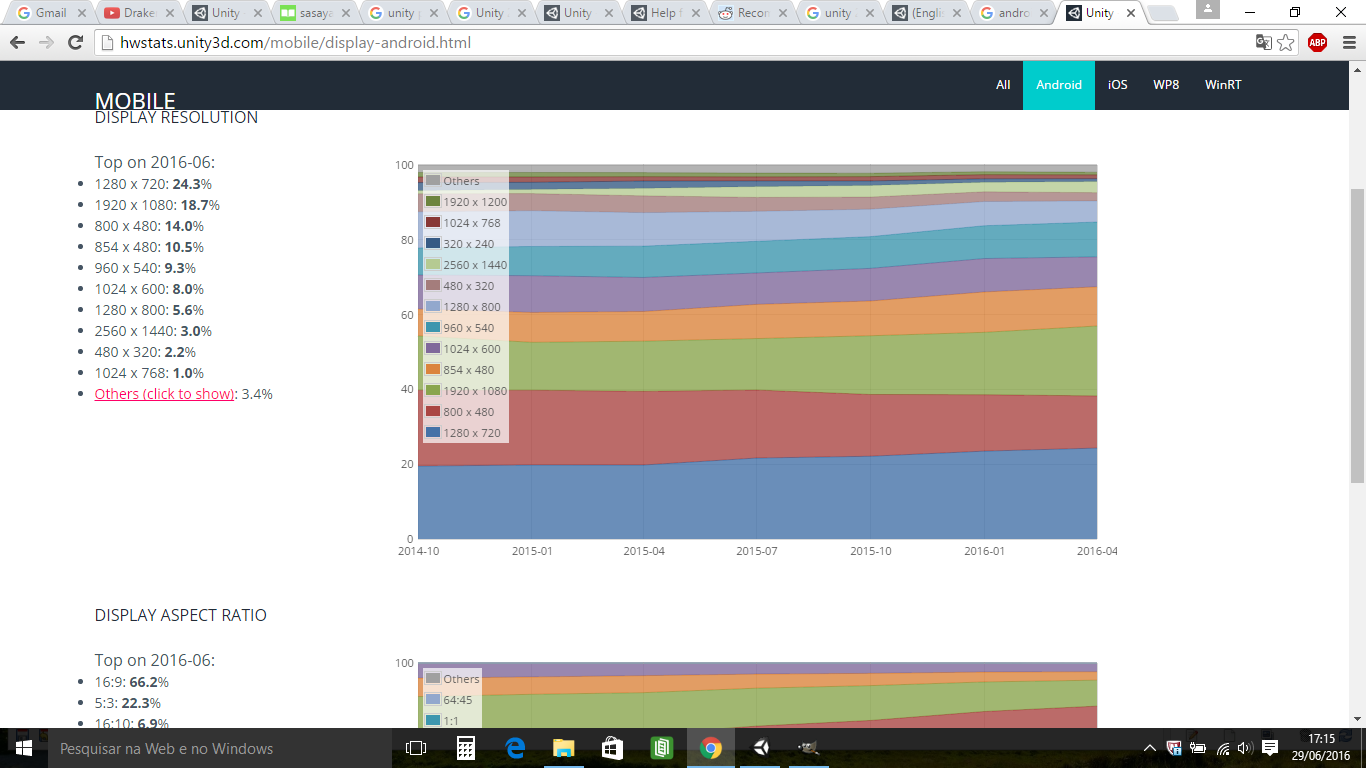 Gmail
Drake
Unity
sasaya
unity p
Unity
Unity
Help f
Recon
unity
(Englis
andro
Unity
hwstats.unity3d.com/mobile/display-android.html
ABP
MOBILE
All
Android
iOS
WP8
WinRT
DISPLAY RESOLUTION
Top on 2016-06:
1280 x 720: 24.3%
1920 x 1080: 18.7%
800 x 480: 14.0%
854 x 480: 10.5%
960 x 540: 9.3%
1024 x 600: 8.0%
1280 x 800: 5.6%
2560 x 1440: 3.0%
480 x 320: 2.2%
1024 x 768: 1.0%
Others (click to show): 3.4%
100
80
60
40
20
0
Others
1920 x 1200
1024 x 768
320 x 240
2560 x 1440
480 x 320
1280 x 800
960 x 540
1024 x 600
854 x 480
1920 x 1080
800 x 480
1280 x 720
2014-10
2015-01
2015-04
2015-07
2015-10
2016-01
2016-04
DISPLAY ASPECT RATIO
Top on 2016-06:
16:9: 66.2%
5:3: 22.3%
16:10: 6.9%
100
Others
64:45
1:1
Pesquisar na Web e no Windows
17:15
29/06/2016